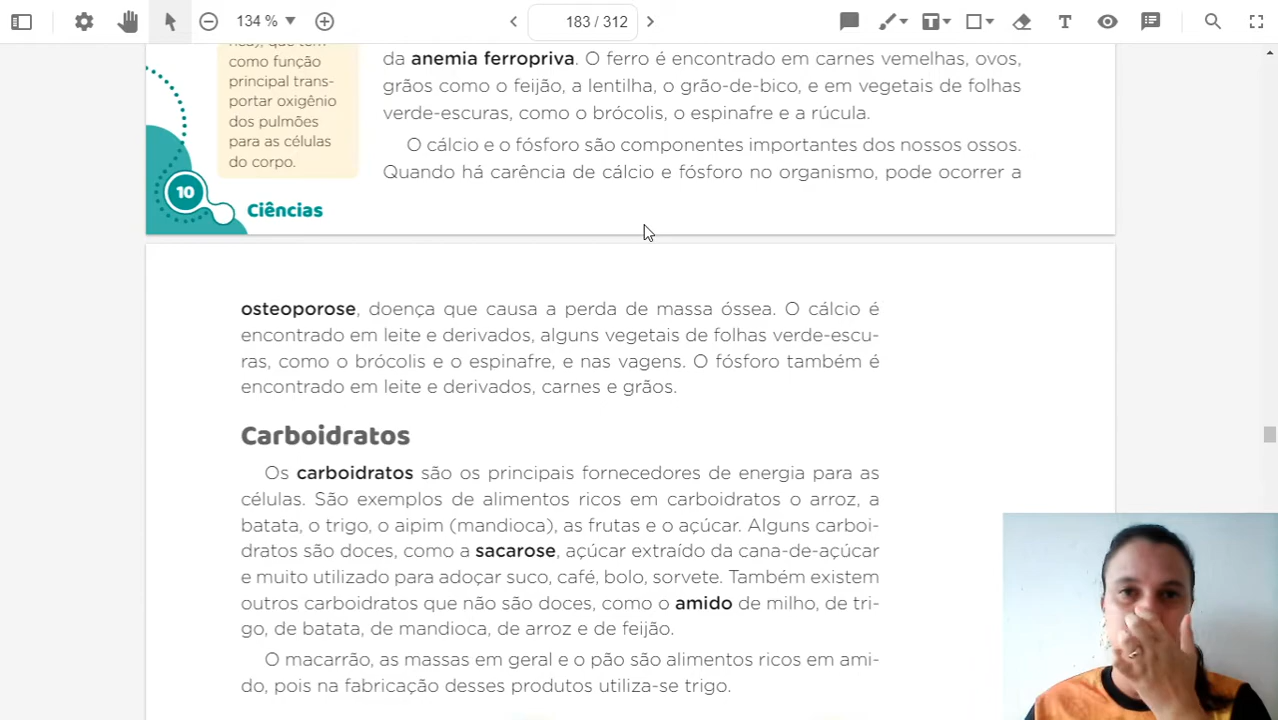 134 %
183 / 312
como função
principal trans-
portar oxigênio
dos pulmões
para as células
do corpo.
da anemia ferropriva. O ferro é encontrado em carnes vemelhas, ovos,
grãos como o feijão, a lentilha, o grão-de-bico, e em vegetais de folhas
verde-escuras, como o brócolis, o espinafre e a rúcula.
O cálcio e o fósforo são componentes importantes dos nossos ossos.
Quando há carência de cálcio e fósforo no organismo, pode ocorrer a
10
Ciências
osteoporose, doença que causa a perda de massa óssea. O cálcio é
encontrado em leite e derivados, alguns vegetais de folhas verde-escu-
ras, como o brócolis e o espinafre, e nas vagens. O fósforo também é
encontrado em leite e derivados, carnes e grãos.
Carboidratos
Os carboidratos são os principais fornecedores de energia para as
células. São exemplos de alimentos ricos em carboidratos o arroz, a
batata, o trigo, o aipim (mandioca), as frutas e o açúcar. Alguns carboi-
dratos são doces, como a sacarose, açúcar extraído da cana-de-açúcar
e muito utilizado para adoçar suco, café, bolo, sorvete. Também existem
outros carboidratos que não são doces, como o amido de milho, de tri-
go, de batata, de mandioca, de arroz e de feijão.
O macarrão, as massas em geral e o pão são alimentos ricos em ami-
do, pois na fabricação desses produtos utiliza-se trigo.